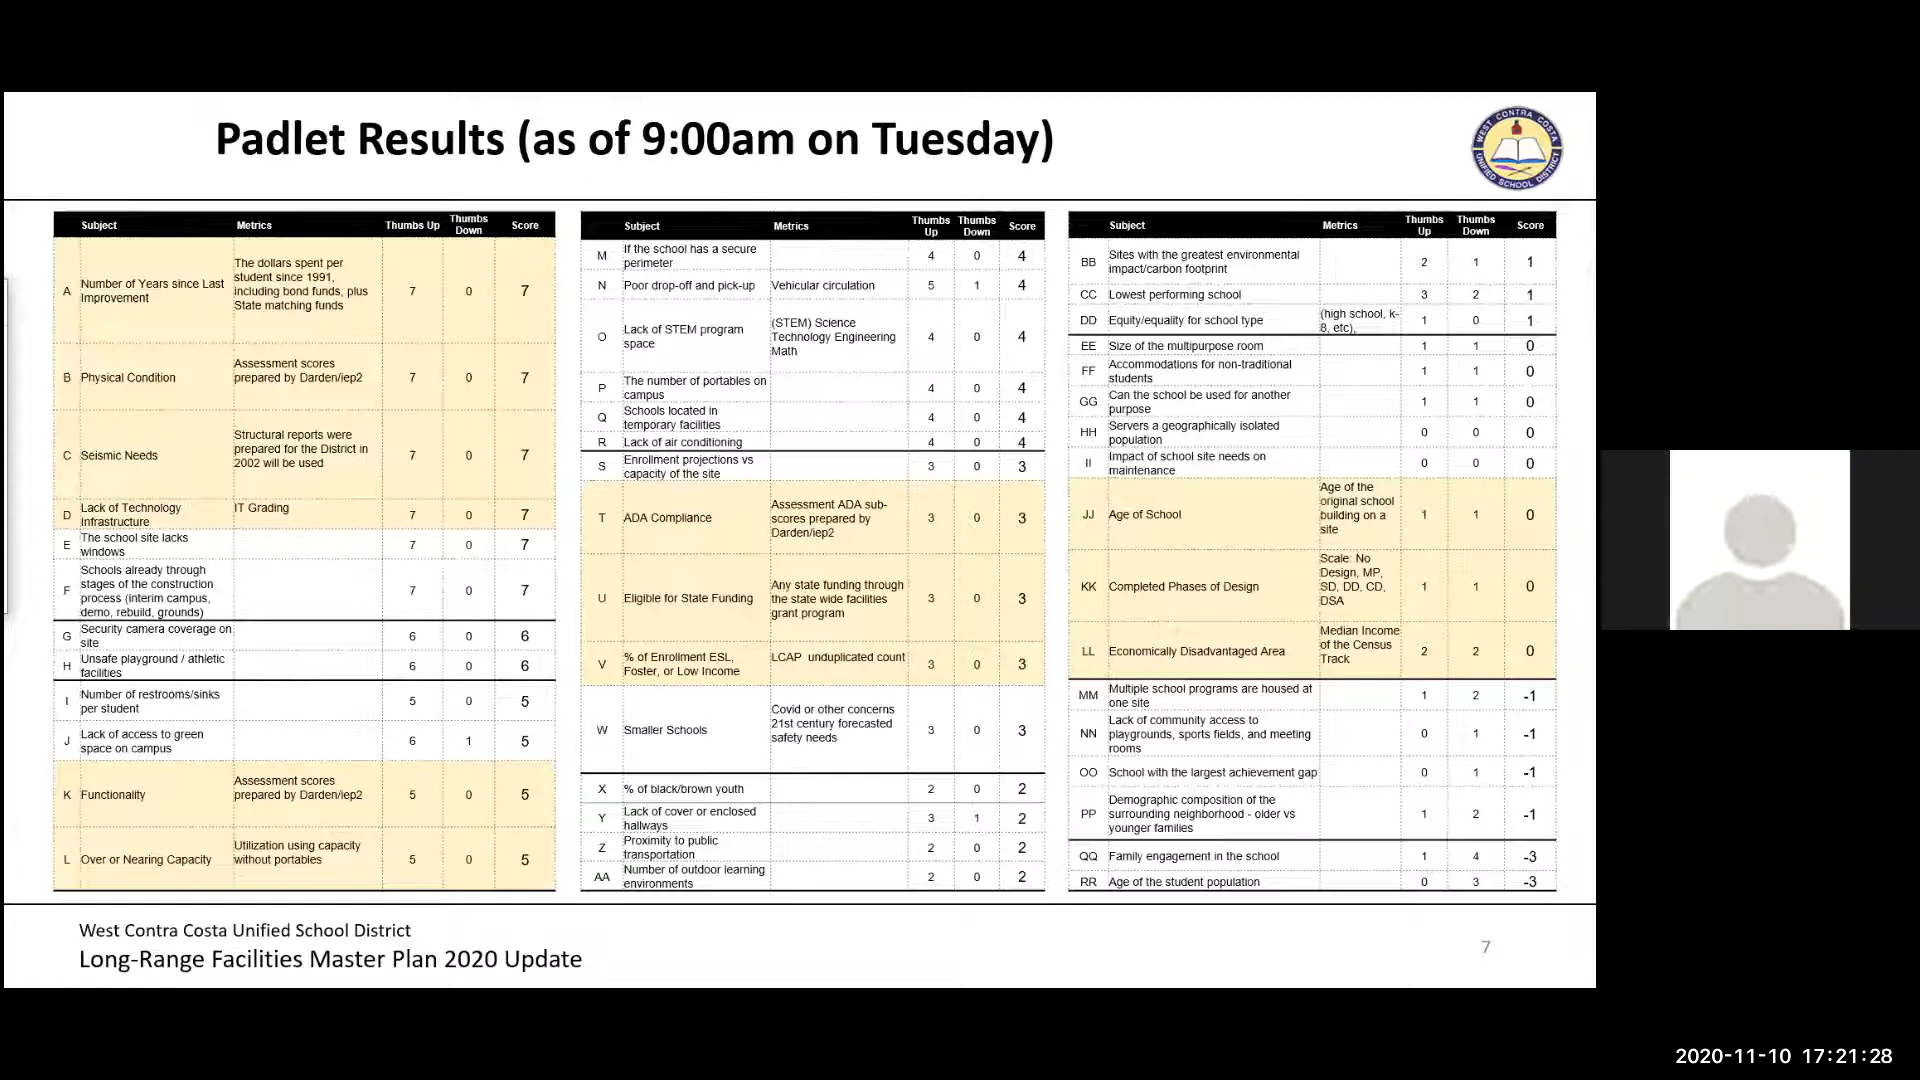 Padlet Results (as of 9:00am on Tuesday)
WEST CONTRA COSTA
UNIFIED SCHOOL DISTRICT
Subject Metrics Thumbs Up Thumbs Down Score
A Number of Years since Last Improvement The dollars spent per student since 1991, including bond funds, plus State matching funds 7 0 7
B Physical Condition Assessment scores prepared by Darden/iep2 7 0 7
C Seismic Needs Structural reports were prepared for the District in 2002 will be used 7 0 7
D Lack of Technology Infrastructure IT Grading 7 0 7
E The school site lacks windows 7 0 7
F Schools already through stages of the construction process (interim campus, demo, rebuild, grounds) 7 0 7
G Security camera coverage on site 6 0 6
H Unsafe playground / athletic facilities 6 0 6
I Number of restrooms/sinks per student 5 0 5
J Lack of access to green space on campus 6 1 5
K Functionality Assessment scores prepared by Darden/iep2 5 0 5
L Over or Nearing Capacity Utilization using capacity without portables 5 0 5
Subject Metrics Thumbs Up Thumbs Down Score
M If the school has a secure perimeter 4 0 4
N Poor drop-off and pick-up Vehicular circulation 5 1 4
O Lack of STEM program space (STEM) Science Technology Engineering Math 4 0 4
P The number of portables on campus 4 0 4
Q Schools located in temporary facilities 4 0 4
R Lack of air conditioning 4 0 4
S Enrollment projections vs capacity of the site 3 0 3
T ADA Compliance Assessment ADA sub-scores prepared by Darden/iep2 3 0 3
U Eligible for State Funding Any state funding through the state wide facilities grant program 3 0 3
V % of Enrollment ESL, Foster, or Low Income LCAP unduplicated count 3 0 3
W Smaller Schools Covid or other concerns 21st century forecasted safety needs 3 0 3
X % of black/brown youth 2 0 2
Y Lack of cover or enclosed hallways 3 1 2
Z Proximity to public transportation 2 0 2
AA Number of outdoor learning environments 2 0 2
Subject Metrics Thumbs Up Thumbs Down Score
BB Sites with the greatest environmental impact/carbon footprint 2 1 1
CC Lowest performing school 3 2 1
DD Equity/equality for school type (high school, k-8, etc), 1 0 1
EE Size of the multipurpose room 1 1 0
FF Accommodations for non-traditional students 1 1 0
GG Can the school be used for another purpose 1 1 0
HH Servers a geographically isolated population 0 0 0
II Impact of school site needs on maintenance 0 0 0
JJ Age of School Age of the original school building on a site 1 1 0
KK Completed Phases of Design Scale: No Design, MP, SD, DD, CD, DSA 1 1 0
LL Economically Disadvantaged Area Median Income of the Census Track 2 2 0
MM Multiple school programs are housed at one site 1 2 -1
NN Lack of community access to playgrounds, sports fields, and meeting rooms 0 1 -1
OO School with the largest achievement gap 0 1 -1
PP Demographic composition of the surrounding neighborhood - older vs younger families 1 2 -1
QQ Family engagement in the school 1 4 -3
RR Age of the student population 0 3 -3
West Contra Costa Unified School District
Long-Range Facilities Master Plan 2020 Update
7
2020-11-10 17:21:28